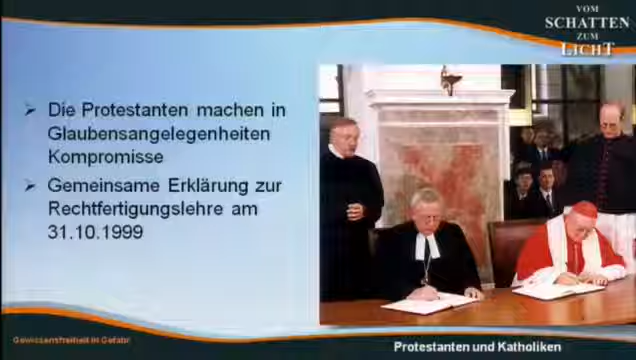 VOM
SCHATTEN
ZUM
LICHT
Die Protestanten machen in
Glaubensangelegenheiten
Kompromisse
Gemeinsame Erklärung zur
Rechtfertigungslehre am
31.10.1999
Gewissensfreiheit in Gefahr
Protestanten und Katholiken